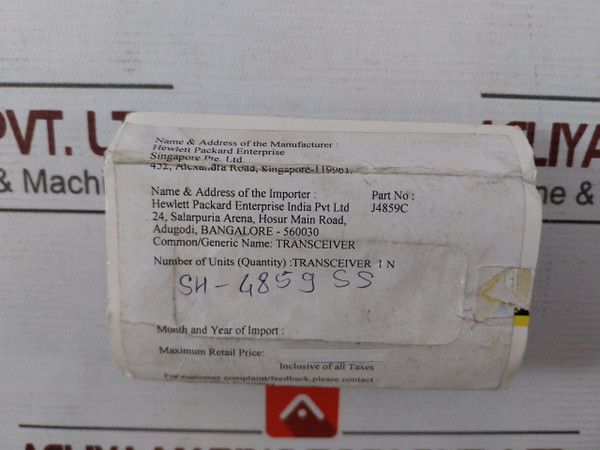 PVT. LT
& Machi
ASLIYA
ne &
Name & Address of the Manufacturer :
Hewlett Packard Enterprise
Singapore Pte. Ltd.
452, Alexandra Road, Singapore-119961.
Name & Address of the Importer : Part No :
Hewlett Packard Enterprise India Pvt Ltd J4859C
24, Salarpuria Arena, Hosur Main Road,
Adugodi, BANGALORE - 560030
Common/Generic Name: TRANSCEIVER
Number of Units (Quantity) :TRANSCEIVER 1 N
SH-4859 SS
Month and Year of Import :
Maximum Retail Price:
Inclusive of all Taxes
For customer complaint/feedback,please contact :